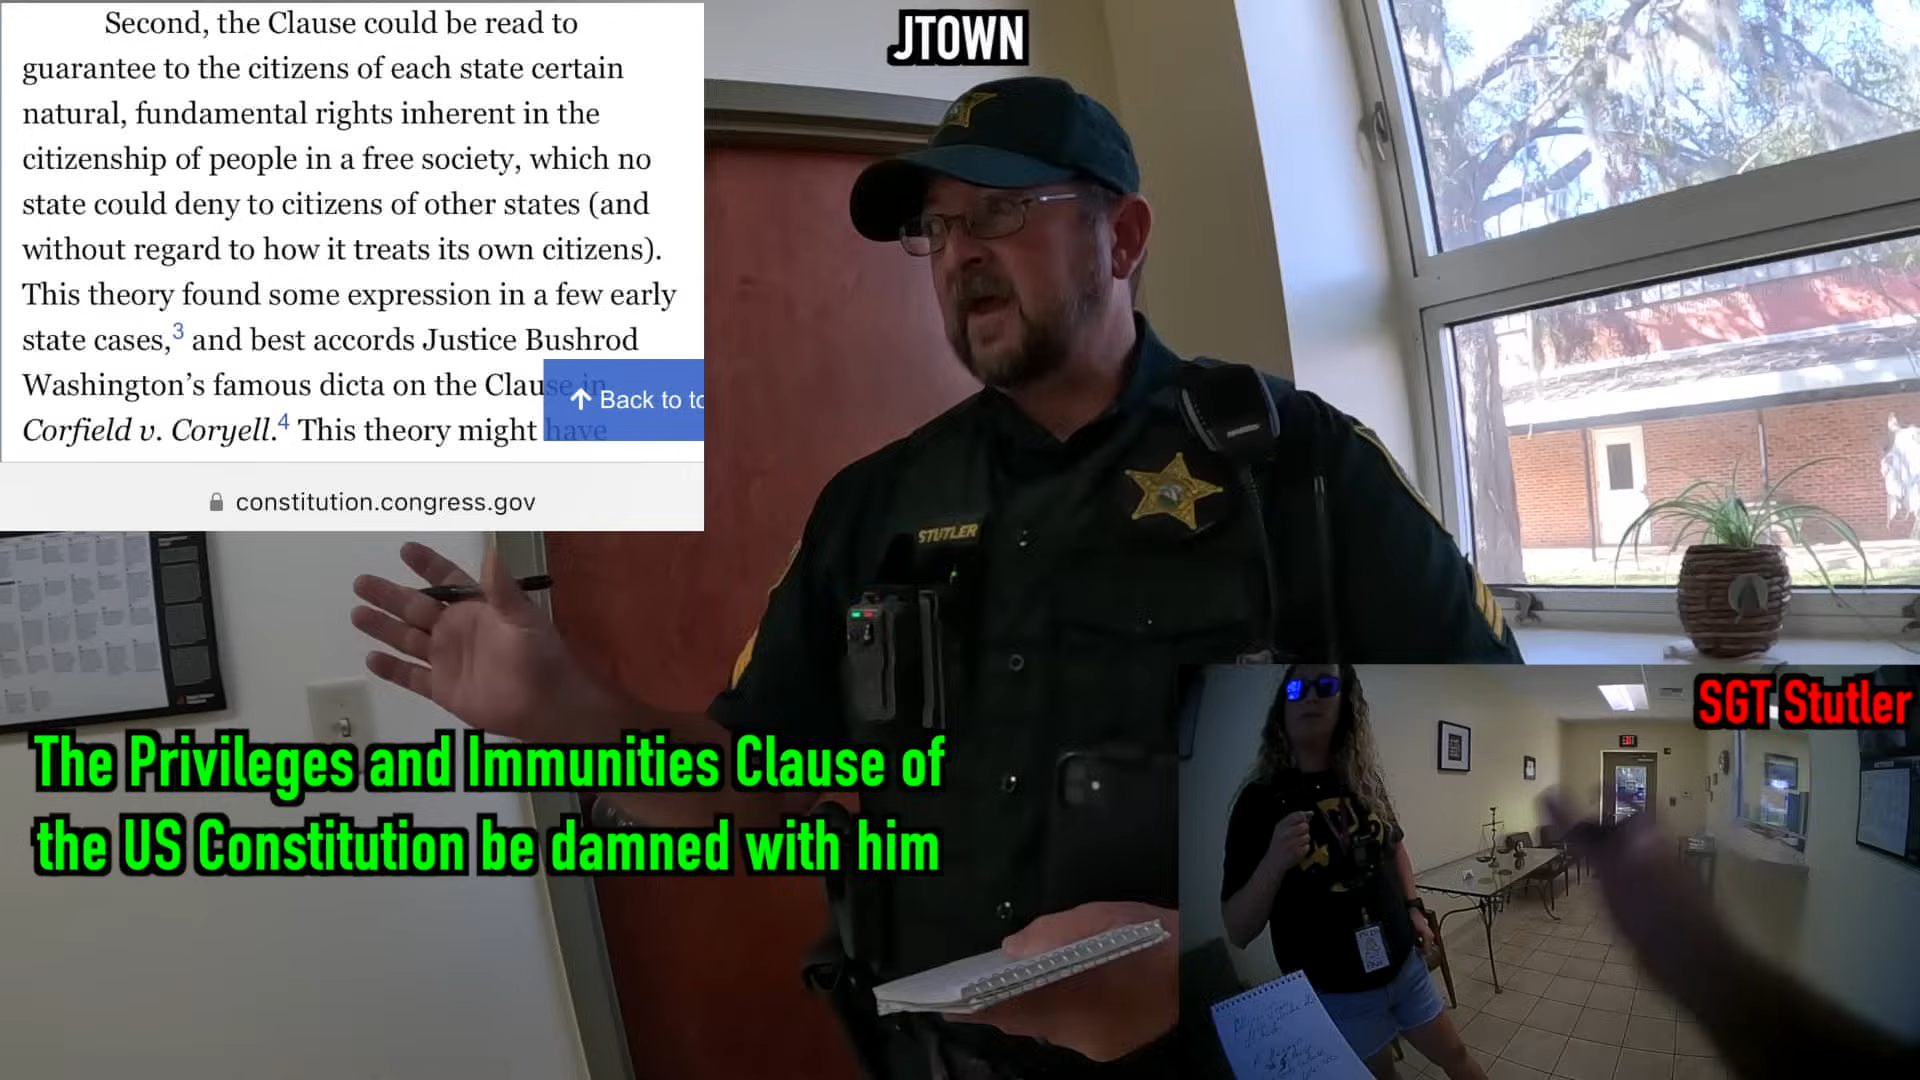 Second, the Clause could be read to
guarantee to the citizens of each state certain
natural, fundamental rights inherent in the
citizenship of people in a free society, which no
state could deny to citizens of other states (and
without regard to how it treats its own citizens).
This theory found some expression in a few early
state cases,3 and best accords Justice Bushrod
Washington's famous dicta on the Clause in
Corfield v. Coryell.4 This theory might have
↑ Back to to
constitution.congress.gov
JTOWN
STUTLER
The Privileges and Immunities Clause of
the US Constitution be damned with him
SGT Stutler
EXIT